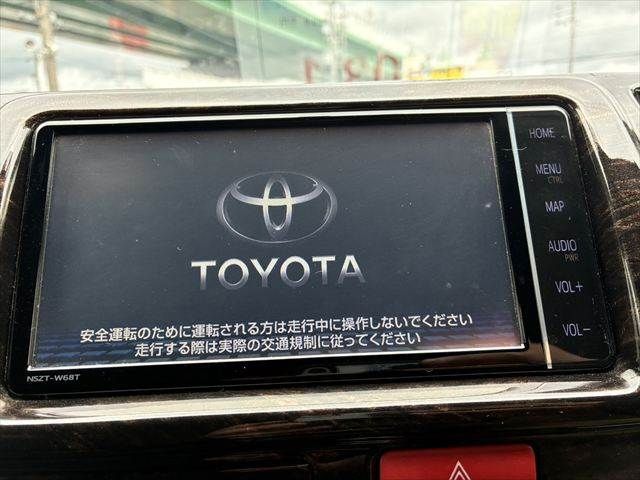 HOME
MENU
CTRL
MAP
AUDIO
PWR
VOL+
VOL-
TOYOTA
安全運転のために運転される方は走行中に操作しないでください
走行する際は実際の交通規制に従ってください
NSZT-W68T